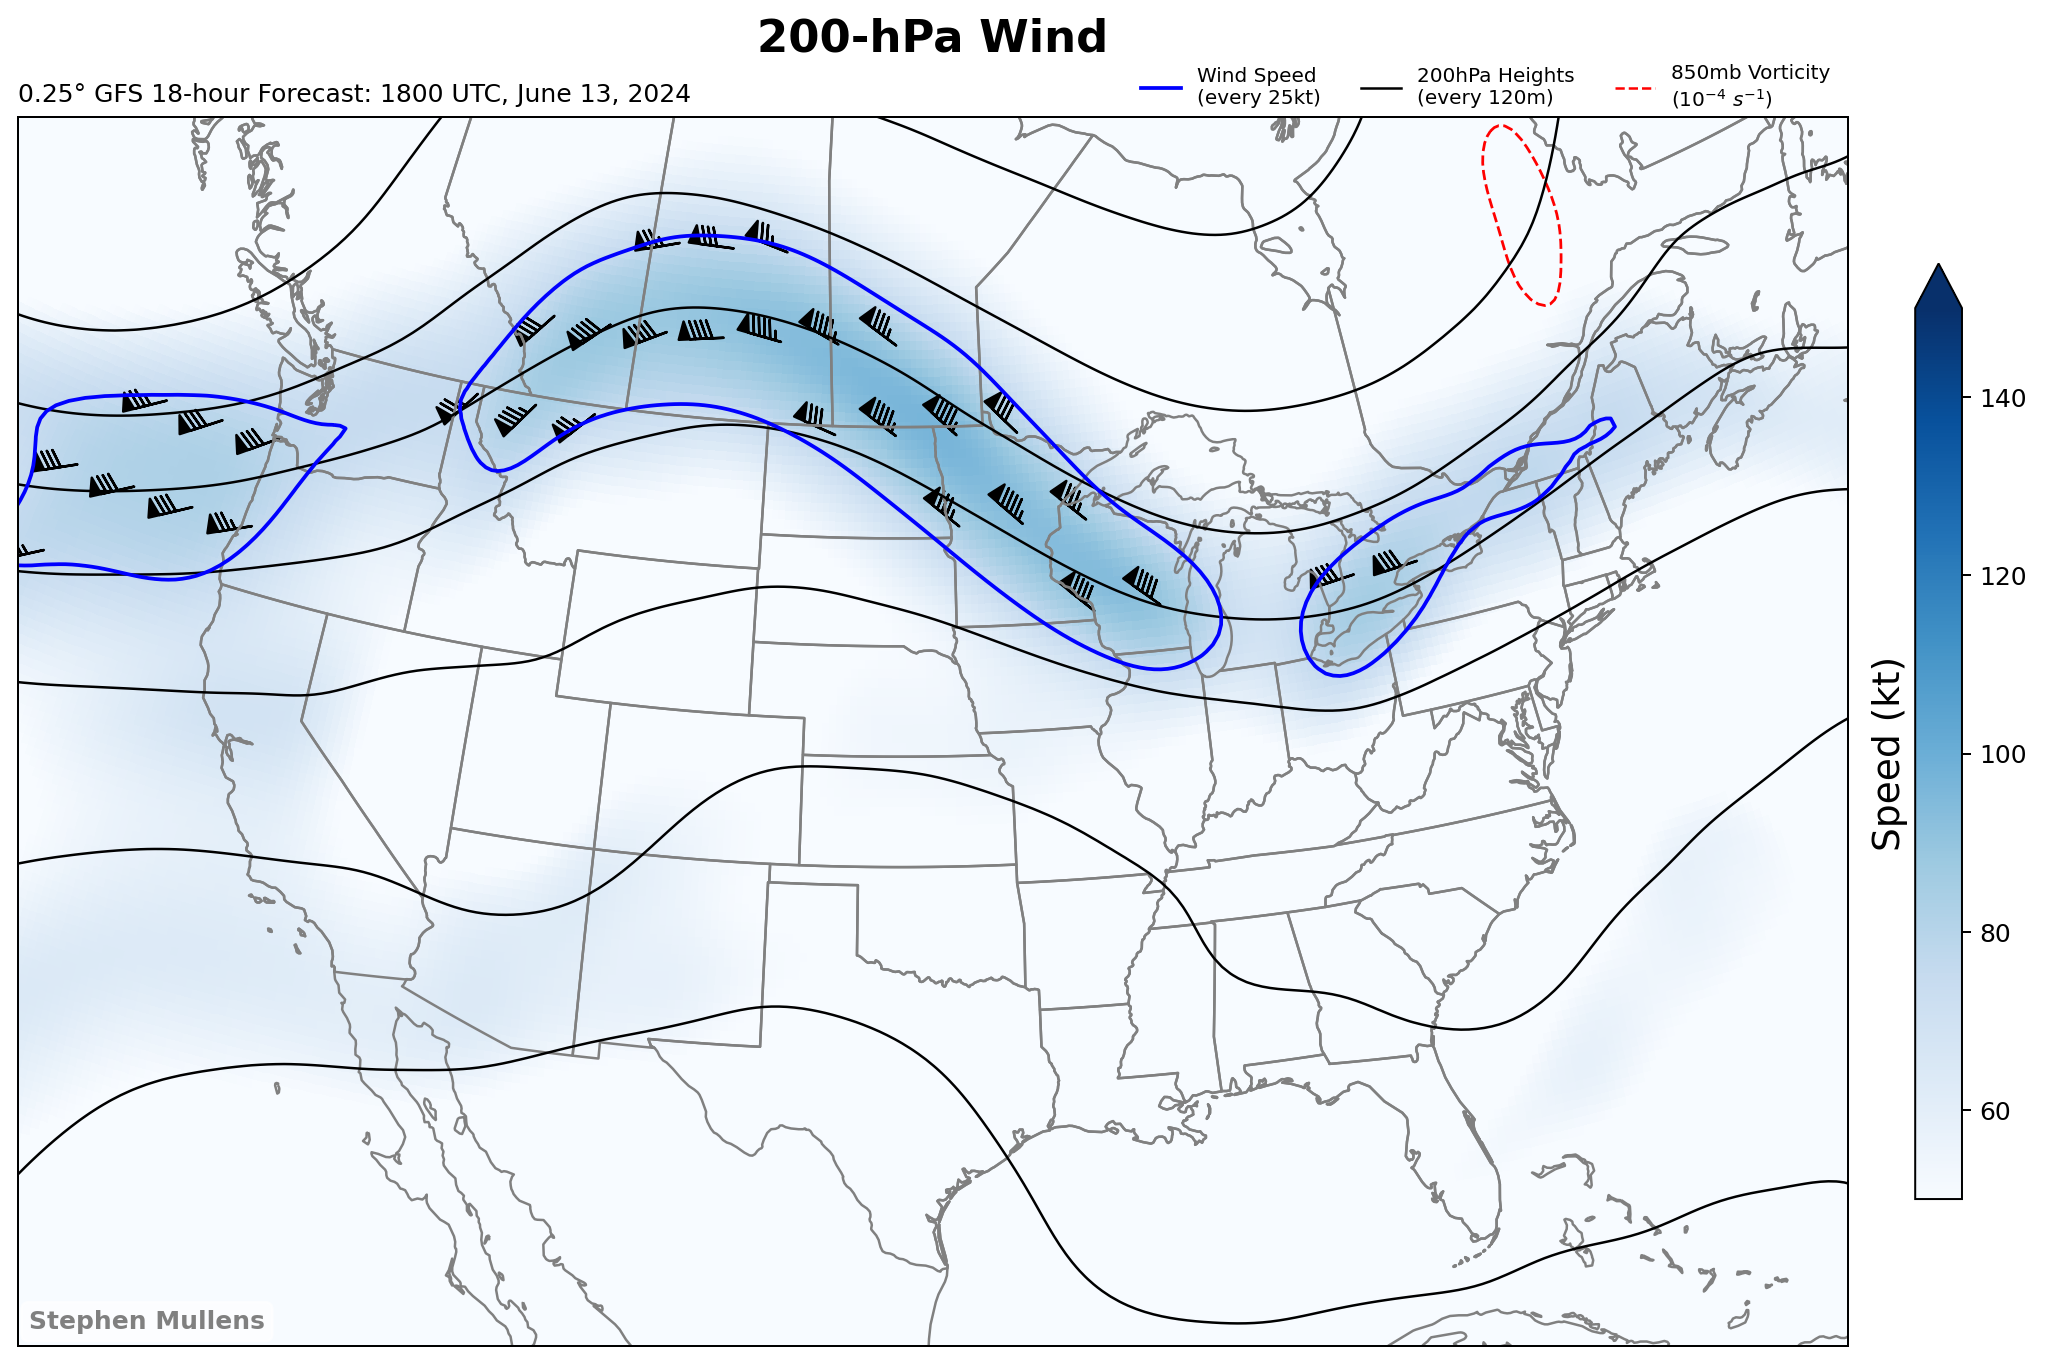 200-hPa Wind
0.25° GFS 18-hour Forecast: 1800 UTC, June 13, 2024
Wind Speed
(every 25kt)
200hPa Heights
(every 120m)
850mb Vorticity
(10⁻⁴ s⁻¹)
140
120
100
80
60
Speed (kt)
Stephen Mullens